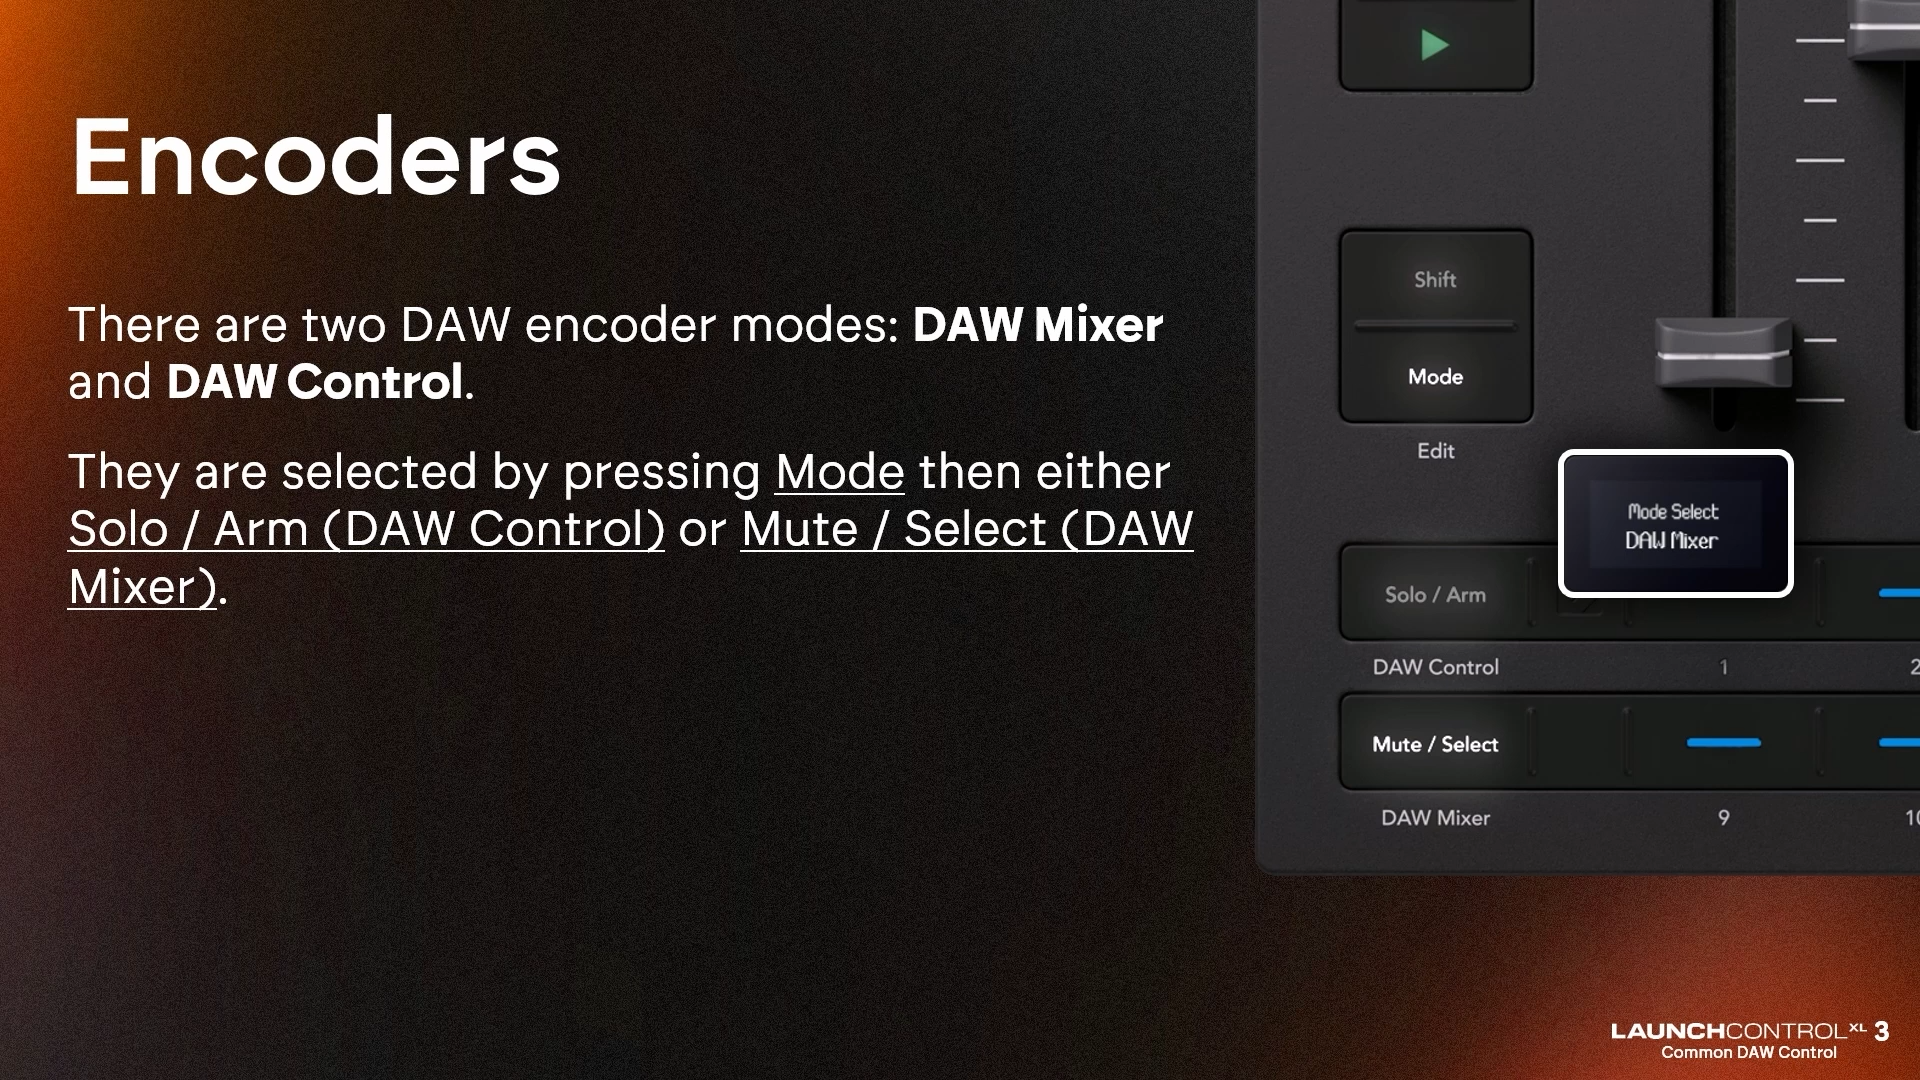 Encoders
There are two DAW encoder modes: DAW Mixer
and DAW Control.
They are selected by pressing Mode then either
Solo / Arm (DAW Control) or Mute / Select (DAW
Mixer).
Shift
Mode
Edit
Mode Select
DAW Mixer
Solo / Arm
DAW Control
1
2
Mute / Select
DAW Mixer
9
10
LAUNCHCONTROL XL 3
Common DAW Control